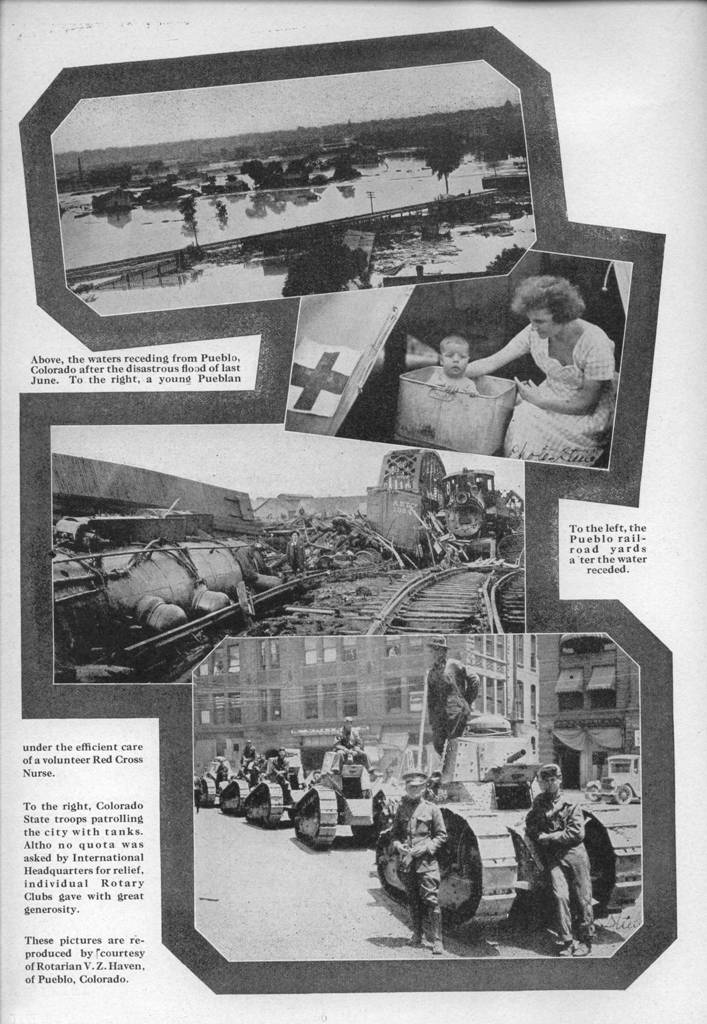 Above, the waters receding from Pueblo,
Colorado after the disastrous flood of last
June. To the right, a young Pueblan
To the left, the
Pueblo rail-
road yards
a ter the water
receded.
under the efficient care
of a volunteer Red Cross
Nurse.
To the right, Colorado
State troops patrolling
the city with tanks.
Altho no quota was
asked by International
Headquarters for relief,
individual Rotary
Clubs gave with great
generosity.
These pictures are re-
produced by courtesy
of Rotarian V. Z. Haven,
of Pueblo, Colorado.